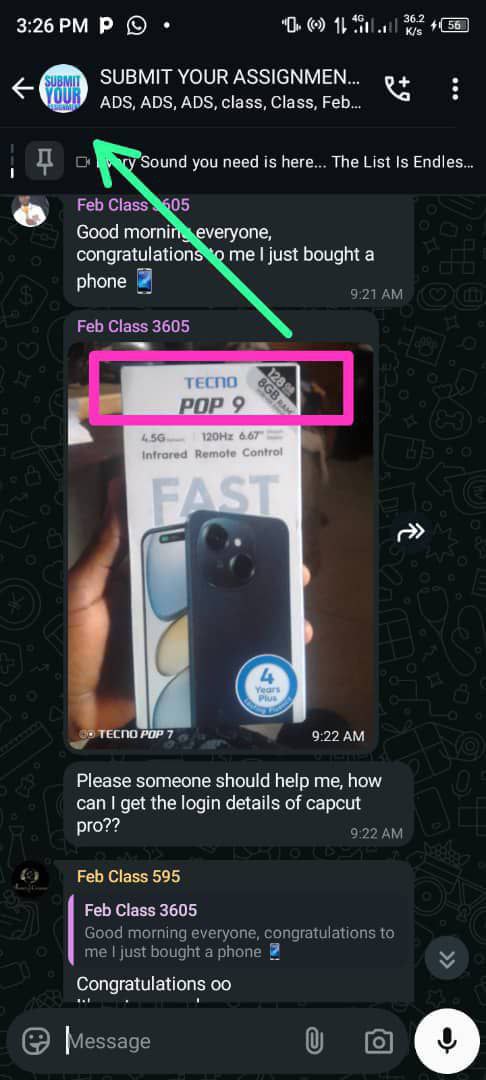 3:26 PM
4G
36.2 K/s
56
SUBMIT YOUR ASSIGNMENT
SUBMIT YOUR ASSIGNMEN...
ADS, ADS, ADS, class, Class, Feb...
Sound you need is here... The List Is Endles...
Feb Class 3605
Good morning everyone,
congratulations to me I just bought a
phone 📱
9:21 AM
Feb Class 3605
TECNO
POP 9
128GB
8GB RAM
4.5G
120Hz 6.67"
Infrared Remote Control
FAST
4
Years
Plus
TECNO POP 7
9:22 AM
Please someone should help me, how
can I get the login details of capcut
pro??
9:22 AM
Feb Class 595
Feb Class 3605
Good morning everyone, congratulations to
me I just bought a phone 📱
Congratulations oo
Message